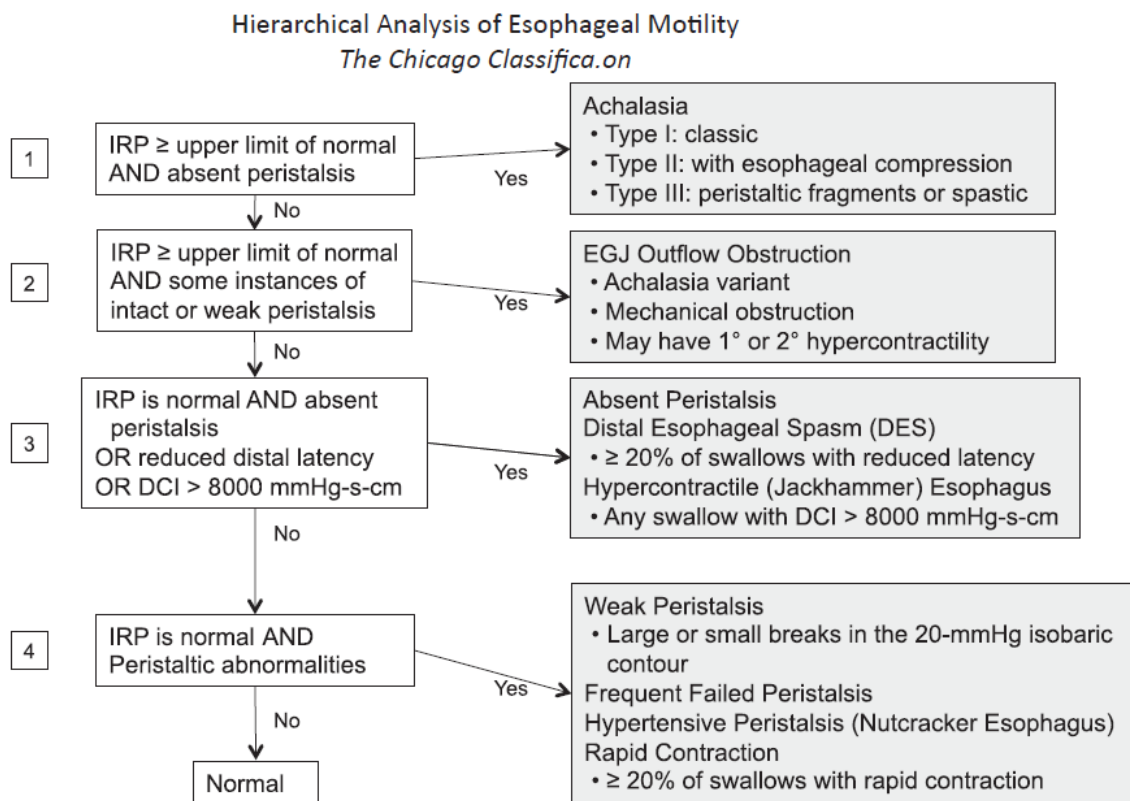 Hierarchical Analysis of Esophageal Motility
The Chicago Classifica.on
1
IRP ≥ upper limit of normal
AND absent peristalsis
Yes
Achalasia
• Type I: classic
• Type II: with esophageal compression
• Type III: peristaltic fragments or spastic
No
2
IRP ≥ upper limit of normal
AND some instances of
intact or weak peristalsis
Yes
EGJ Outflow Obstruction
• Achalasia variant
• Mechanical obstruction
• May have 1° or 2° hypercontractility
No
3
IRP is normal AND absent
peristalsis
OR reduced distal latency
OR DCI > 8000 mmHg-s-cm
Yes
Absent Peristalsis
Distal Esophageal Spasm (DES)
• ≥ 20% of swallows with reduced latency
Hypercontractile (Jackhammer) Esophagus
• Any swallow with DCI > 8000 mmHg-s-cm
No
4
IRP is normal AND
Peristaltic abnormalities
Yes
Weak Peristalsis
• Large or small breaks in the 20-mmHg isobaric
contour
Frequent Failed Peristalsis
Hypertensive Peristalsis (Nutcracker Esophagus)
Rapid Contraction
• ≥ 20% of swallows with rapid contraction
No
Normal